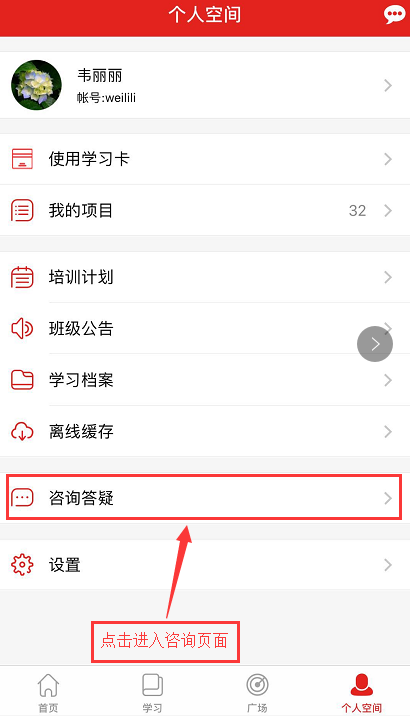 个人空间
韦丽丽
帐号:weilili
使用学习卡
我的项目 32
培训计划
班级公告
学习档案
离线缓存
咨询答疑
设置
点击进入咨询页面
首页 学习 广场 个人空间